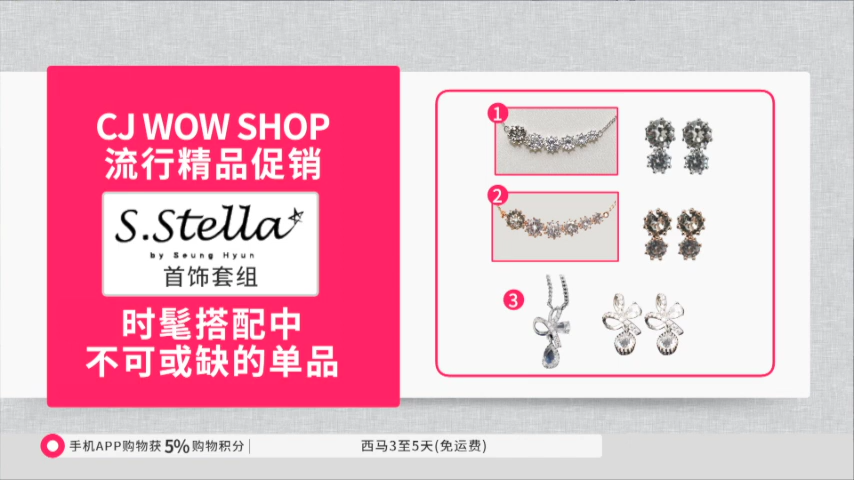 CJ WOW SHOP
流行精品促销
S.Stella
by Seung Hyun
首饰套组
时髦搭配中
不可或缺的单品
1
2
3
手机APP购物获5%购物积分
西马3至5天(免运费)